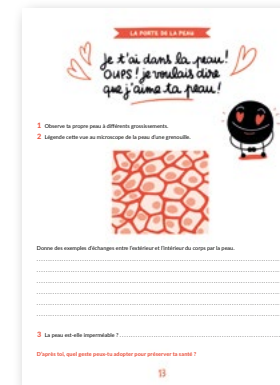 LA PORTE DE LA PEAU
Je t'ai dans la peau!
OUPS! je voulais dire
que j'aime ta peau!
1 Observe ta propre peau à différents grossissements.
2 Légende cette vue au microscope de la peau d'une grenouille.
Donne des exemples d'échanges entre l'extérieur et l'intérieur du corps par la peau.
3 La peau est-elle imperméable ?
D'après toi, quel geste peux-tu adopter pour préserver ta santé ?
13